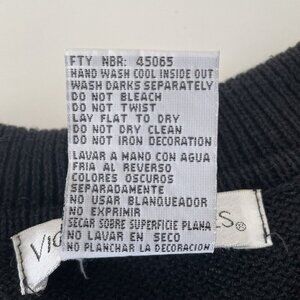 FTY NBR: 45065
HAND WASH COOL INSIDE OUT
WASH DARKS SEPARATELY
DO NOT BLEACH
DO NOT TWIST
LAY FLAT TO DRY
DO NOT DRY CLEAN
DO NOT IRON DECORATION
LAVAR A MANO CON AGUA
FRIA AL REVERSO
COLORES OSCUROS
SEPARADAMENTE
NO USAR BLANQUEADOR
NO EXPRIMIR
SECAR SOBRE SUPERFICIE PLANA
NO LAVAR EN SECO
NO PLANCHAR LA DECORACION